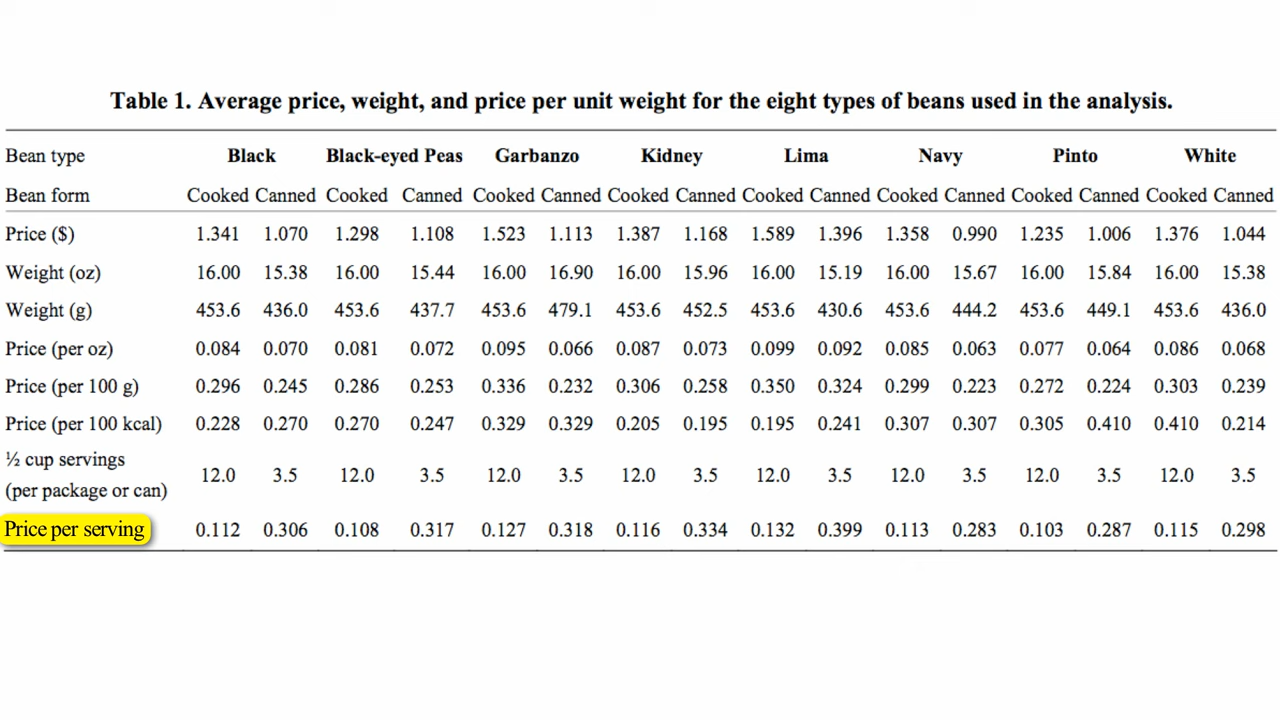 Table 1. Average price, weight, and price per unit weight for the eight types of beans used in the analysis.
Bean type Black Black-eyed Peas Garbanzo Kidney Lima Navy Pinto White
Bean form Cooked Canned Cooked Canned Cooked Canned Cooked Canned Cooked Canned Cooked Canned Cooked Canned Cooked Canned
Price ($) 1.341 1.070 1.298 1.108 1.523 1.113 1.387 1.168 1.589 1.396 1.358 0.990 1.235 1.006 1.376 1.044
Weight (oz) 16.00 15.38 16.00 15.44 16.00 16.90 16.00 15.96 16.00 15.19 16.00 15.67 16.00 15.84 16.00 15.38
Weight (g) 453.6 436.0 453.6 437.7 453.6 479.1 453.6 452.5 453.6 430.6 453.6 444.2 453.6 449.1 453.6 436.0
Price (per oz) 0.084 0.070 0.081 0.072 0.095 0.066 0.087 0.073 0.099 0.092 0.085 0.063 0.077 0.064 0.086 0.068
Price (per 100 g) 0.296 0.245 0.286 0.253 0.336 0.232 0.306 0.258 0.350 0.324 0.299 0.223 0.272 0.224 0.303 0.239
Price (per 100 kcal) 0.228 0.270 0.270 0.247 0.329 0.329 0.205 0.195 0.195 0.241 0.307 0.307 0.305 0.410 0.410 0.214
½ cup servings
(per package or can) 12.0 3.5 12.0 3.5 12.0 3.5 12.0 3.5 12.0 3.5 12.0 3.5 12.0 3.5 12.0 3.5
Price per serving 0.112 0.306 0.108 0.317 0.127 0.318 0.116 0.334 0.132 0.399 0.113 0.283 0.103 0.287 0.115 0.298